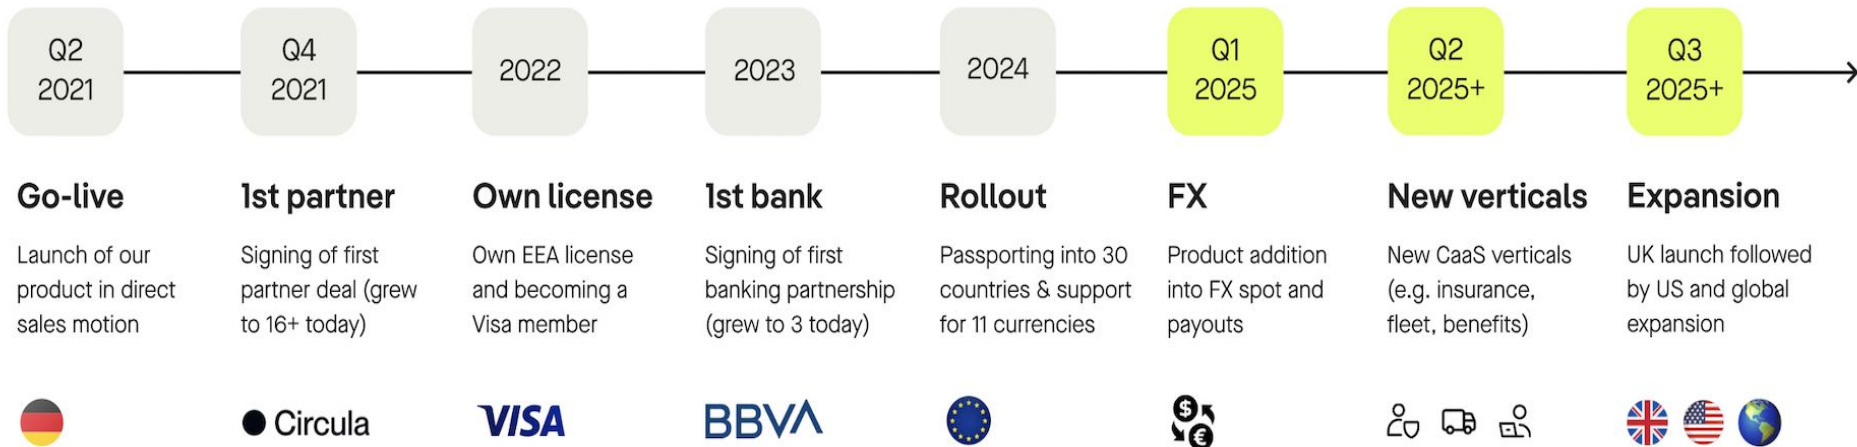 Q2
2021
Q4
2021
2022
2023
2024
Q1
2025
Q2
2025+
Q3
2025+
Go-live
Launch of our
product in direct
sales motion
1st partner
Signing of first
partner deal (grew
to 16+ today)
Circula
Own license
Own EEA license
and becoming a
Visa member
VISA
1st bank
Signing of first
banking partnership
(grew to 3 today)
BBVA
Rollout
Passporting into 30
countries & support
for 11 currencies
FX
Product addition
into FX spot and
payouts
$
€
New verticals
New CaaS verticals
(e.g. insurance,
fleet, benefits)
Expansion
UK launch followed
by US and global
expansion